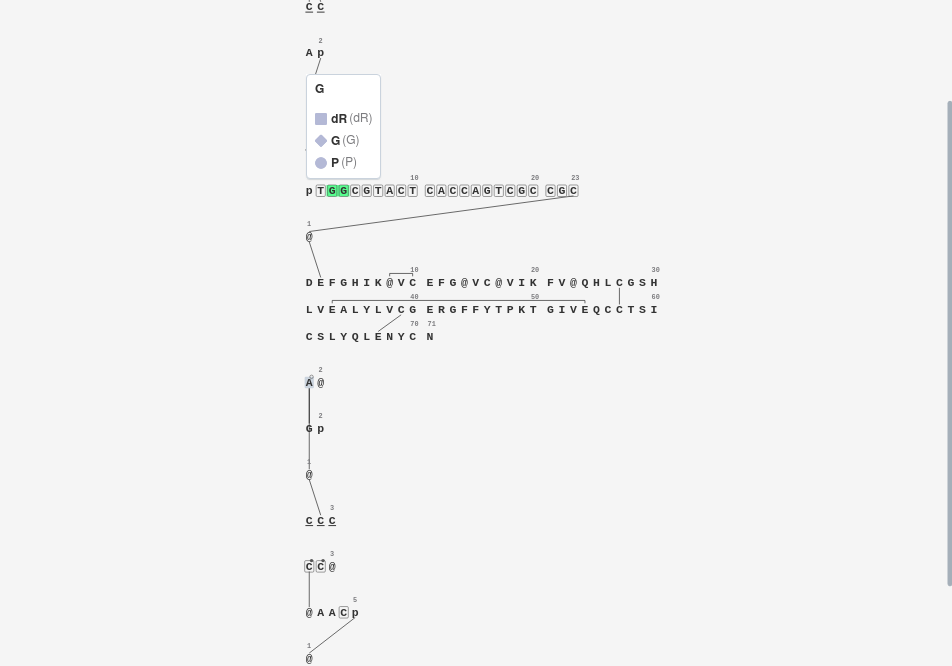 C C
2
A p
G
dR (dR)
G (G)
P (P)
10 20 23
p T G G C G T A C T C A C C A G T C G C C G C
1
@
10 20 30
D E F G H I K @ V C E F G @ V C @ V I K F V @ Q H L C G S H
40 50 60
L V E A L Y L V C G E R G F F Y T P K T G I V E Q C C T S I
70 71
C S L Y Q L E N Y C N
2
A @
2
G p
1
@
3
C C C
3
C C @
5
@ A A C p
1
@